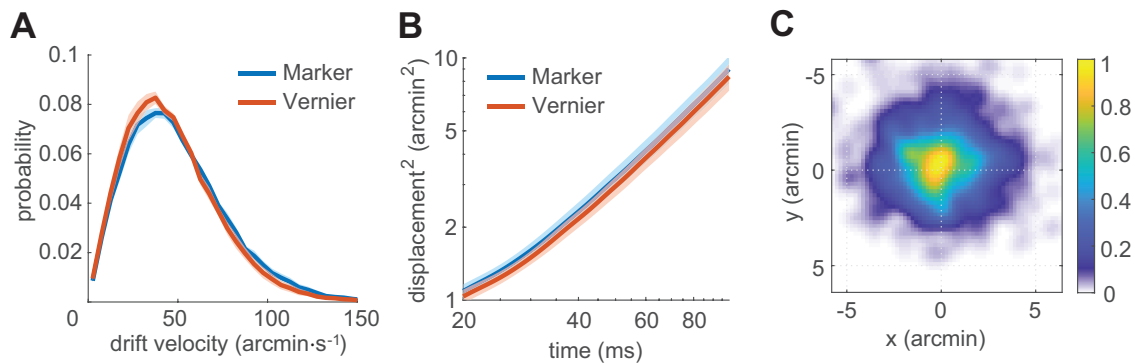 A
0.1
0.08
0.06
0.04
0.02
0
50
100
150
probability
drift velocity (arcmin·s⁻¹)
Marker
Vernier
B
10
5
2
1
20
40
60
80
displacement² (arcmin²)
time (ms)
Marker
Vernier
C
-5
0
5
-5
0
5
y (arcmin)
x (arcmin)
1
0.8
0.6
0.4
0.2
0